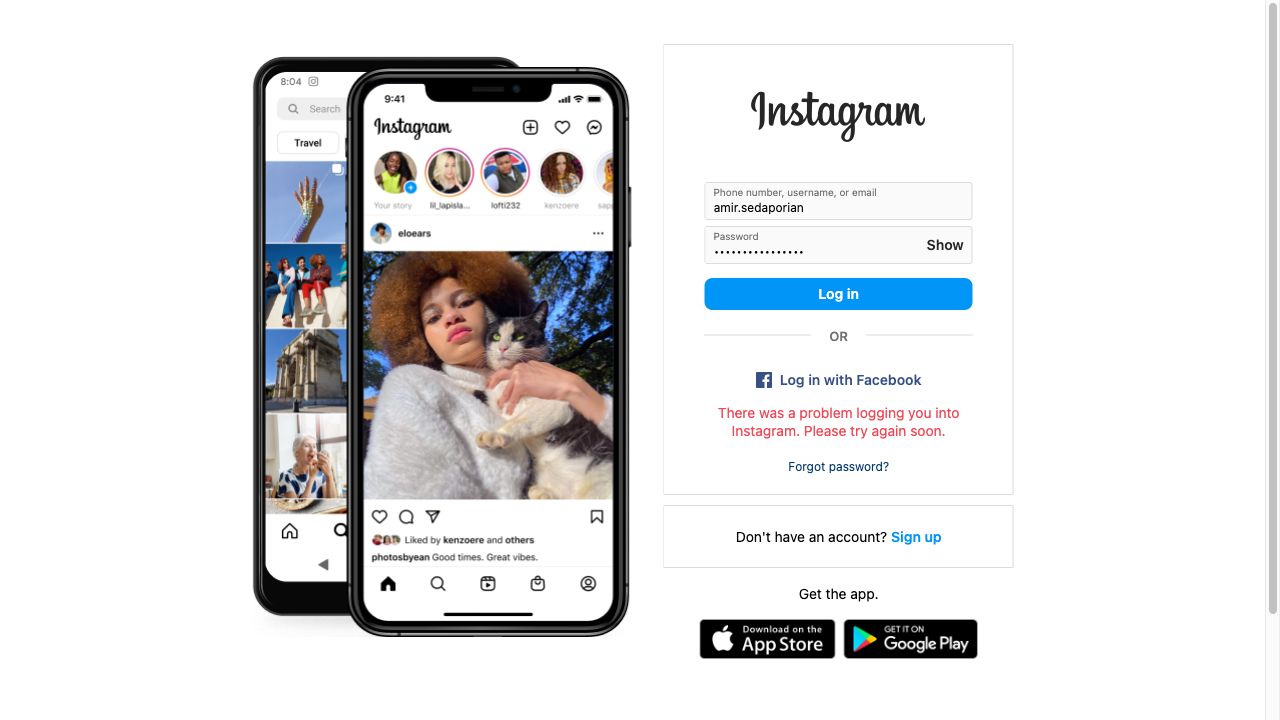 8:04
Search
Travel
9:41
Instagram
Your story
lil_lapisla...
lofti232
kenzoere
eloears
Liked by kenzoere and others
photosbyean Good times. Great vibes.
Instagram
Phone number, username, or email
amir.sedaporian
Password
••••••••••••••••
Show
Log in
OR
Log in with Facebook
There was a problem logging you into
Instagram. Please try again soon.
Forgot password?
Don't have an account? Sign up
Get the app.
Download on the
App Store
GET IT ON
Google Play